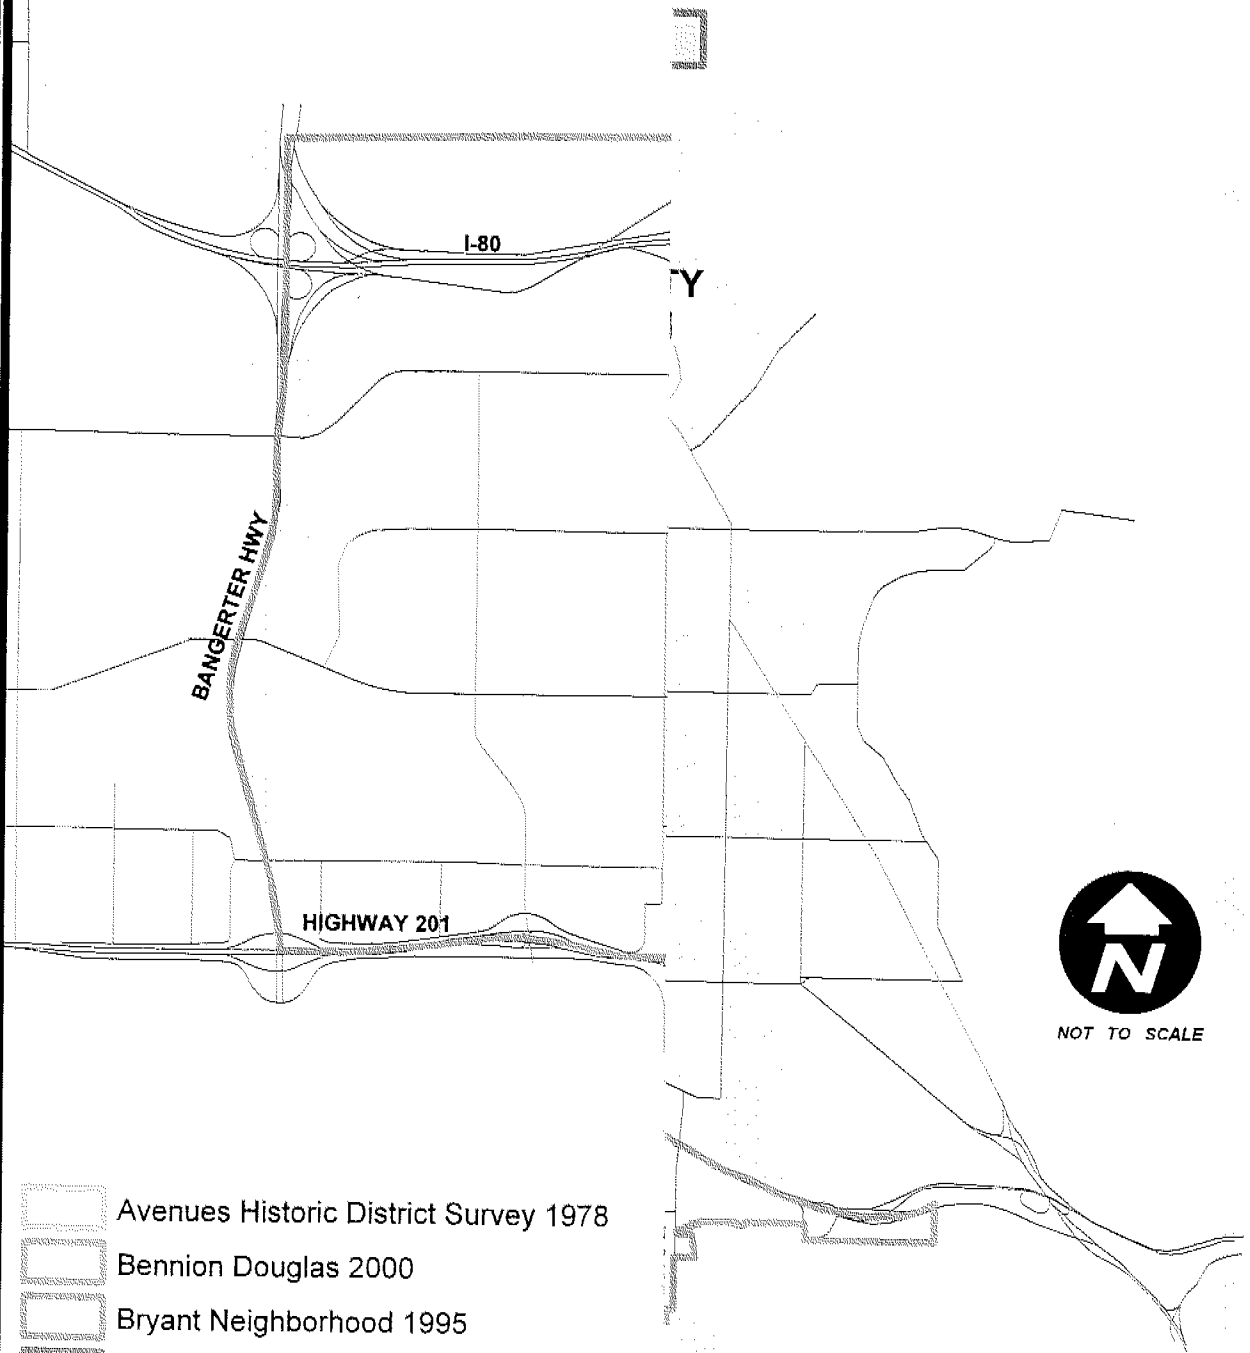 I-80
TY
BANGERTER HWY
HIGHWAY 201
N
NOT TO SCALE
Avenues Historic District Survey 1978
Bennion Douglas 2000
Bryant Neighborhood 1995